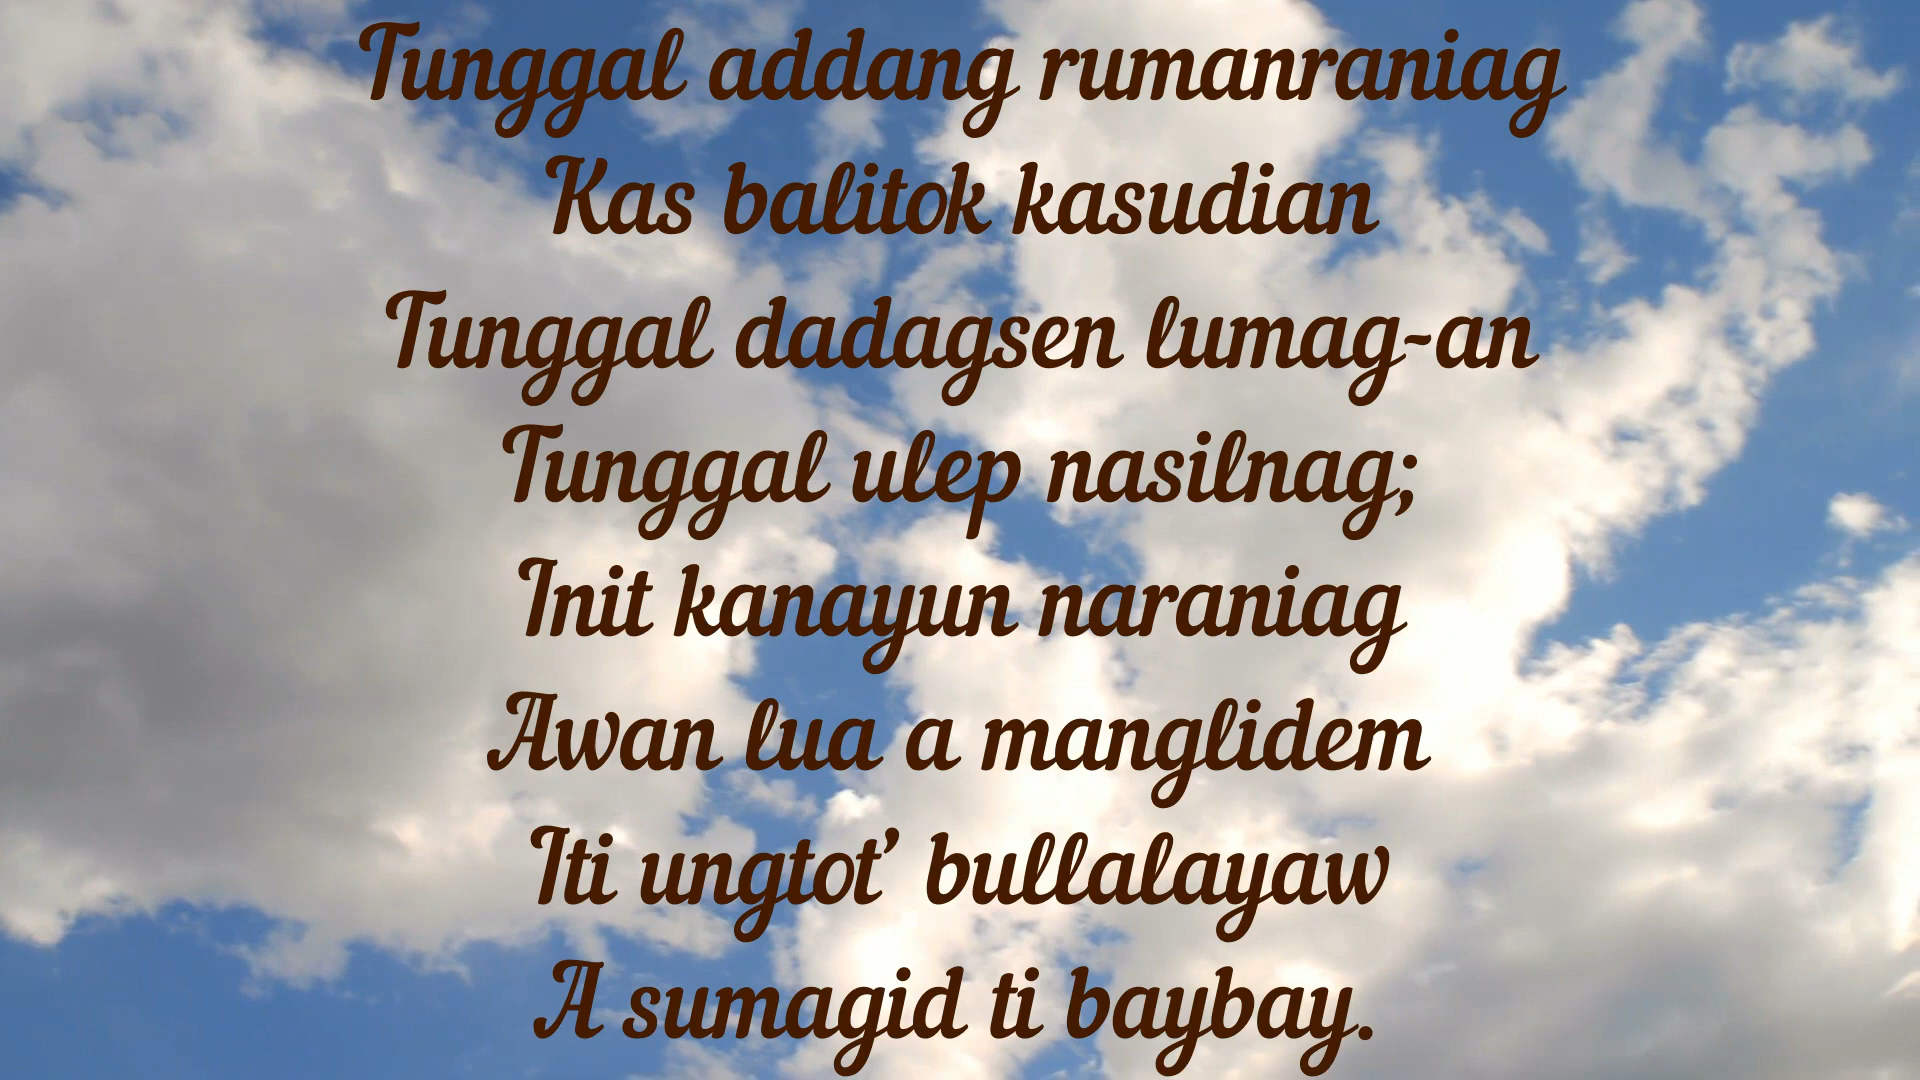 Tunggal addang rumanraniag
Kas balitok kasudian
Tunggal dadagsen lumag-an
Tunggal ulep nasilnag;
Init kanayun naraniag
Awan lua a manglidem
Iti ungtot’ bullalayaw
A sumagid ti baybay.